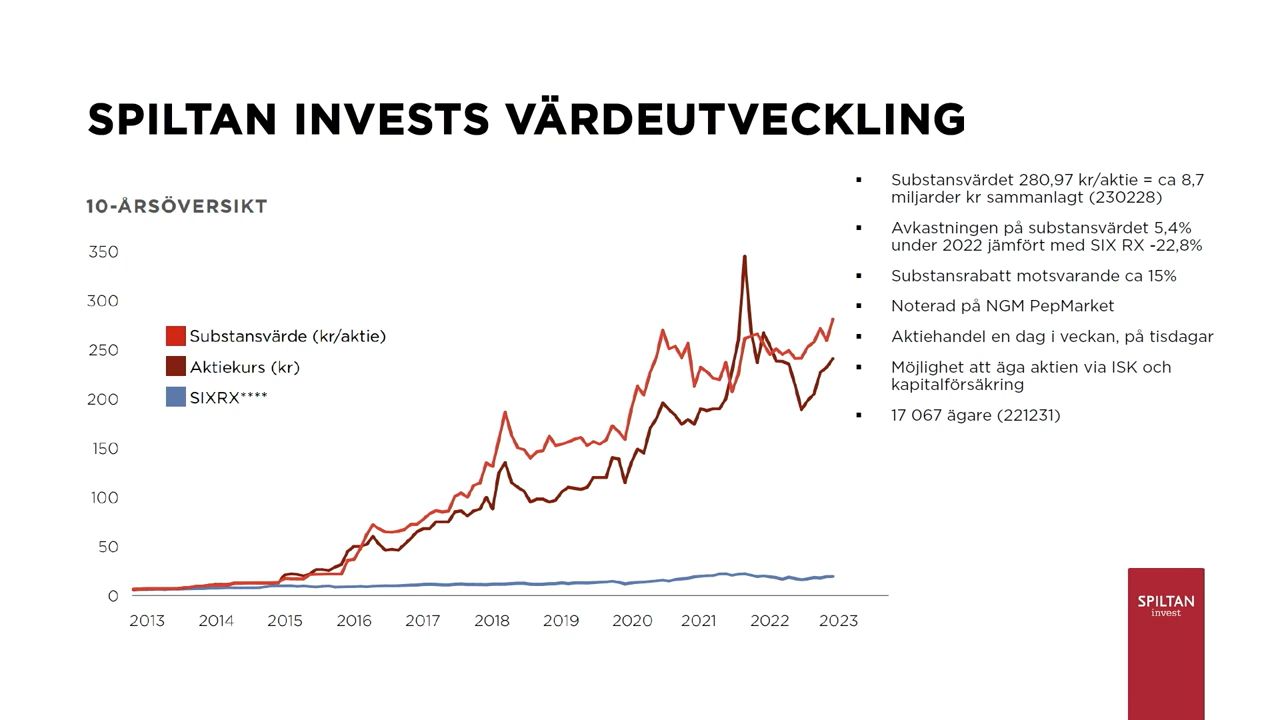 SPILTAN INVESTS VÄRDEUTVECKLING
10-ÅRSÖVERSIKT
350
300
250
200
150
100
50
0
Substansvärde (kr/aktie)
Aktiekurs (kr)
SIXRX****
2013 2014 2015 2016 2017 2018 2019 2020 2021 2022 2023
▪ Substansvärdet 280,97 kr/aktie = ca 8,7
miljarder kr sammanlagt (230228)
▪ Avkastningen på substansvärdet 5,4%
under 2022 jämfört med SIX RX -22,8%
▪ Substansrabatt motsvarande ca 15%
▪ Noterad på NGM PepMarket
▪ Aktiehandel en dag i veckan, på tisdagar
▪ Möjlighet att äga aktien via ISK och
kapitalförsäkring
▪ 17 067 ägare (221231)
SPILTAN
invest